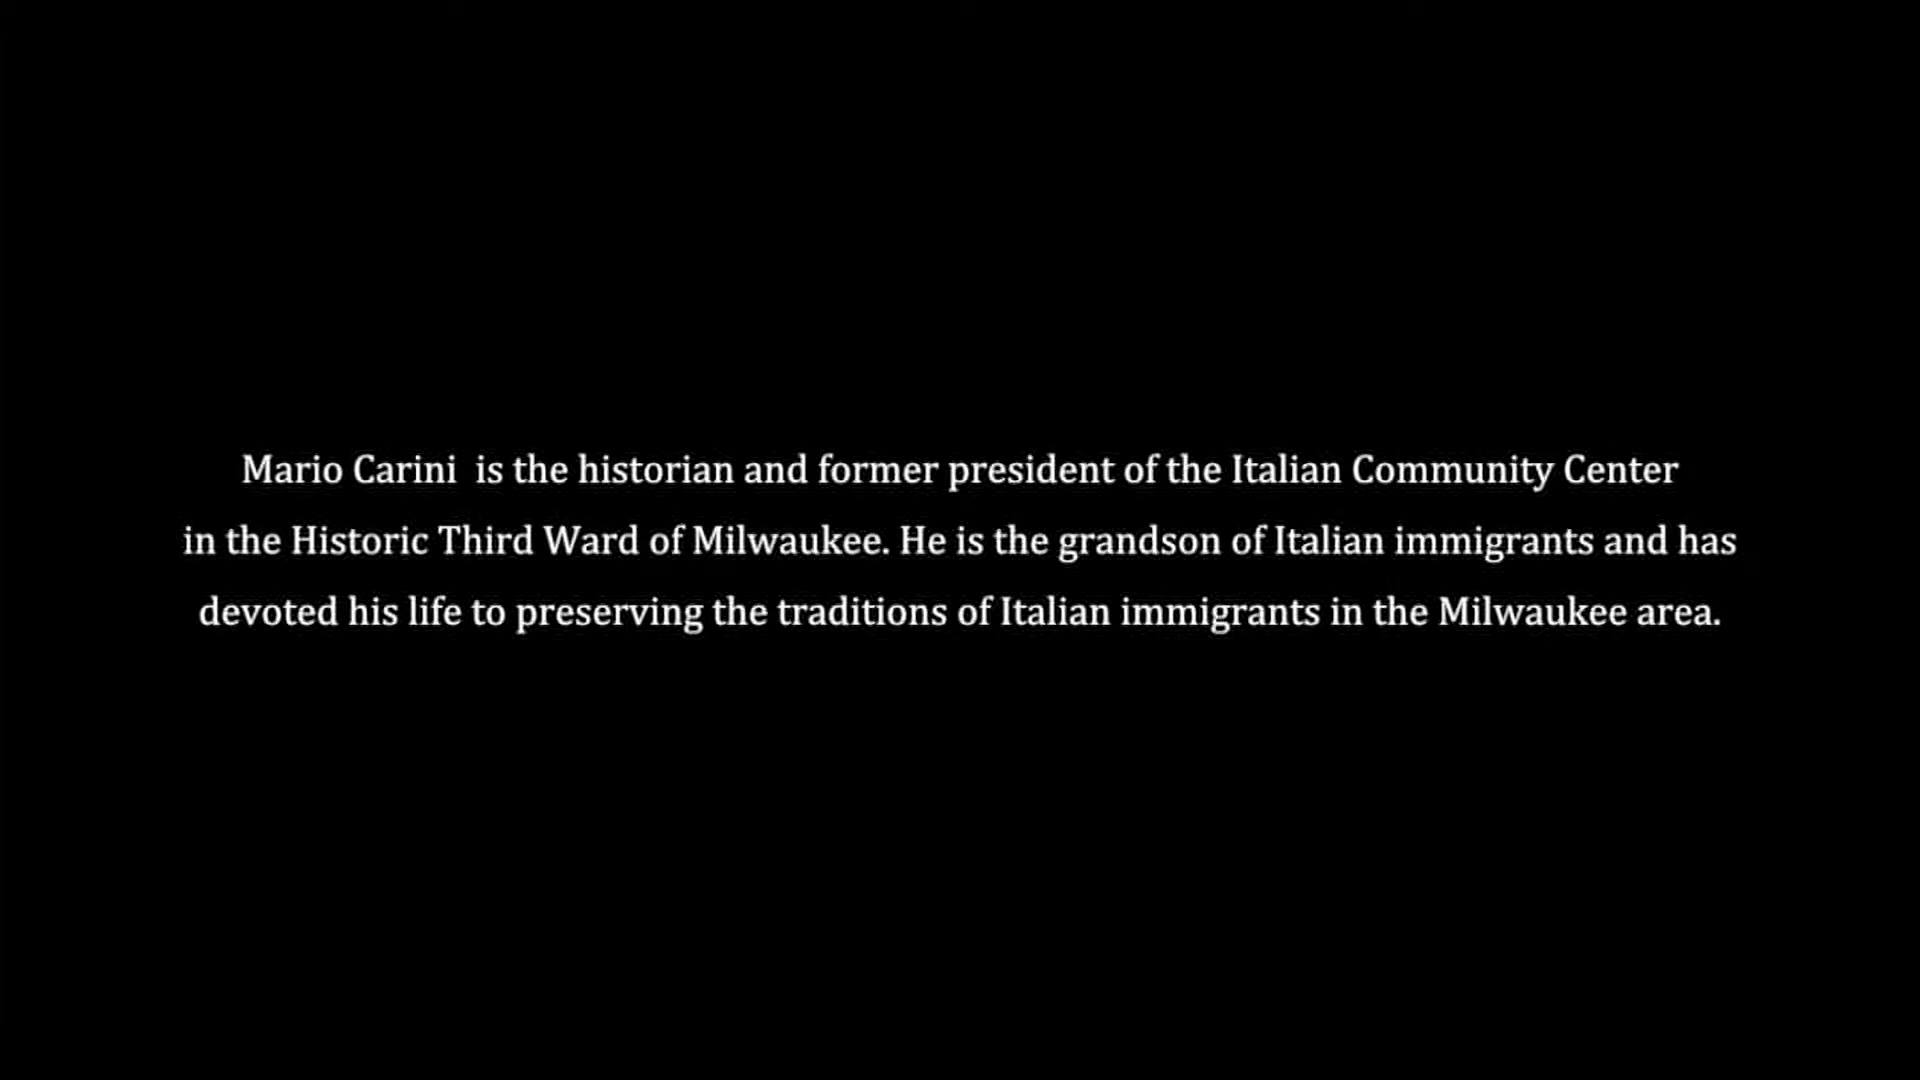 Mario Carini  is the historian and former president of the Italian Community Center
in the Historic Third Ward of Milwaukee. He is the grandson of Italian immigrants and has
devoted his life to preserving the traditions of Italian immigrants in the Milwaukee area.